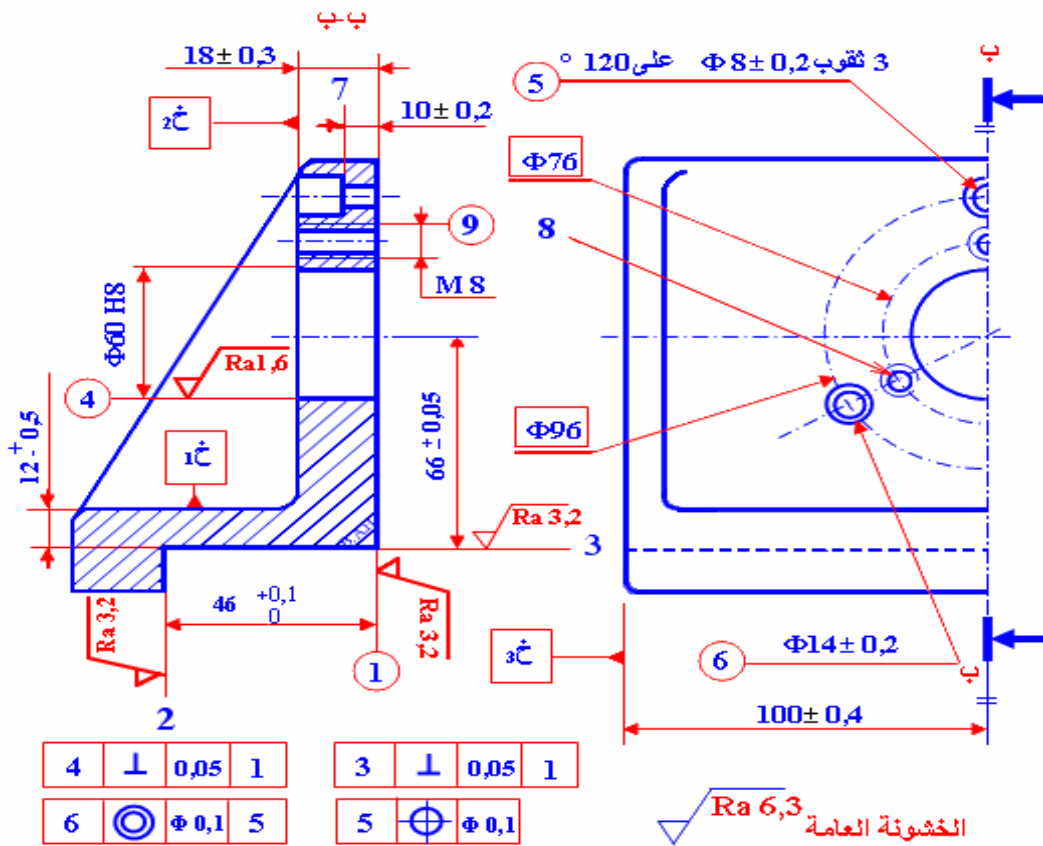 ب-ب
18± 0,3
3 ثقوب Φ 8± 0,2 على 120 °
5
ب
7
خ2
10± 0,2
Φ76
9
8
M 8
Φ60 H8
Ra1,6
4
66 ± 0,05
Φ96
12 + - 0,5
خ1
Ra 3,2
3
46 +0,1 0
Ra 3,2
Ra 3,2
خ3
6
Φ14± 0,2
ب
1
2
100± 0,4
4 ⊥ 0,05 1
3 ⊥ 0,05 1
6 ◎ Φ 0,1 5
5 ⌖ Φ 0,1
Ra 6,3 الخشونة العامة